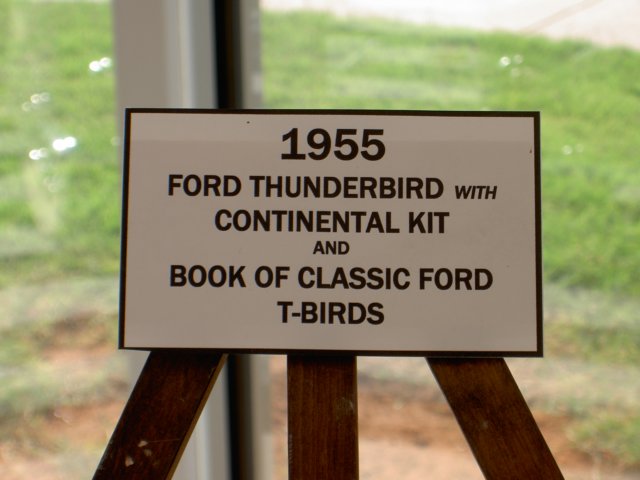 1955
FORD THUNDERBIRD WITH
CONTINENTAL KIT
AND
BOOK OF CLASSIC FORD
T-BIRDS